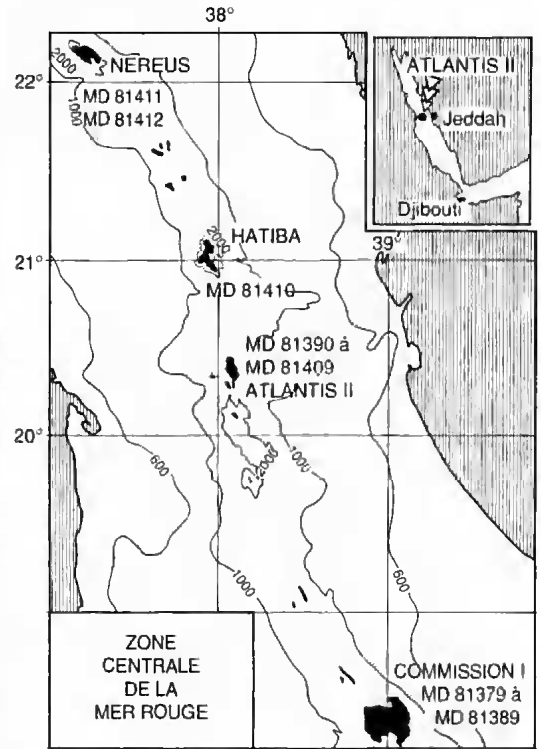 38°
2000
NEREUS
22°
1000
MD 81411
MD 81412
ATLANTIS II
Jeddah
Djibouti
2000
HATIBA
39°
21°
MD 81410
MD 81390 à
MD 81409
ATLANTIS II
20°
600
1000
2000
1000
600
ZONE
CENTRALE
DE LA
MER ROUGE
COMMISSION I
MD 81379 à
MD 81389